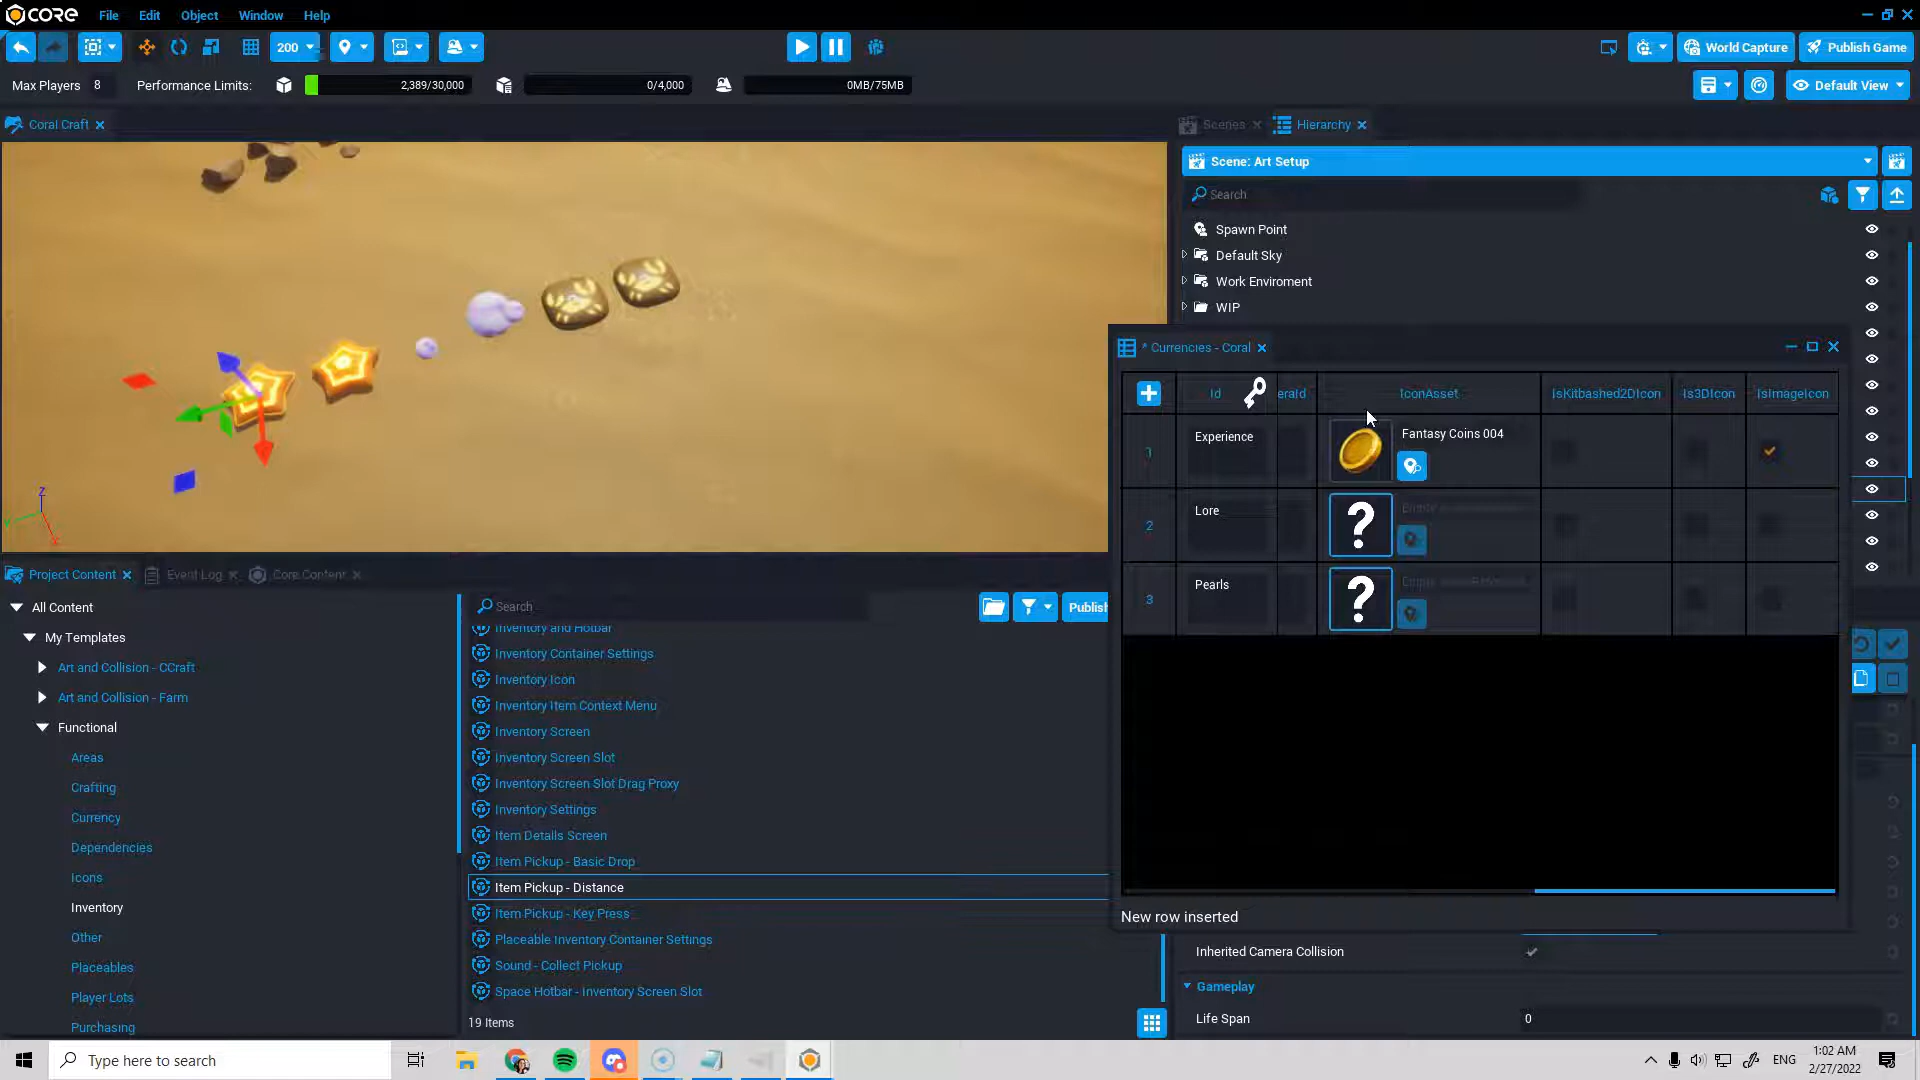 CORE File Edit Object Window Help
200 World Capture Publish Game
Max Players 8 Performance Limits: 2,389/30,000 0/4,000 0MB/75MB Default View
Coral Craft Scenes Hierarchy
Scene: Art Setup
Search
Spawn Point
Default Sky
Work Enviroment
WIP
* Currencies - Coral
Id eraId IconAsset IsKitbashed2DIcon Is3DIcon IsImageIcon
1 Experience Fantasy Coins 004
2 Lore
3 Pearls
New row inserted
Project Content Event Log Core Content
All Content
My Templates
Art and Collision - CCraft
Art and Collision - Farm
Functional
Areas
Crafting
Currency
Dependencies
Icons
Inventory
Other
Placeables
Player Lots
Purchasing
Search Publish
Inventory and Hotbar
Inventory Container Settings
Inventory Icon
Inventory Item Context Menu
Inventory Screen
Inventory Screen Slot
Inventory Screen Slot Drag Proxy
Inventory Settings
Item Details Screen
Item Pickup - Basic Drop
Item Pickup - Distance
Item Pickup - Key Press
Placeable Inventory Container Settings
Sound - Collect Pickup
Space Hotbar - Inventory Screen Slot
19 Items
Inherited Camera Collision
Gameplay
Life Span 0
Type here to search
ENG
1:02 AM
2/27/2022